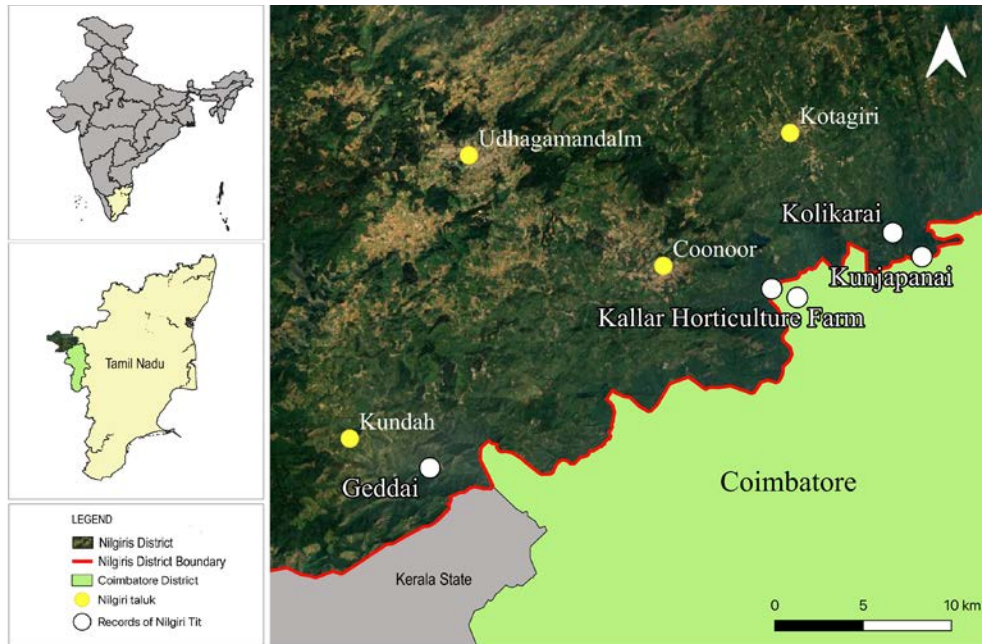 Tamil Nadu
LEGEND
Nilgiris District
Nilgiris District Boundary
Coimbatore District
Nilgiri taluk
Records of Nilgiri Tit
Kotagiri
Udhagamandalm
Kolikarai
Coonoor
Kunjapanai
Kallar Horticulture Farm
Kundah
Geddai
Coimbatore
Kerala State
0 5 10 km